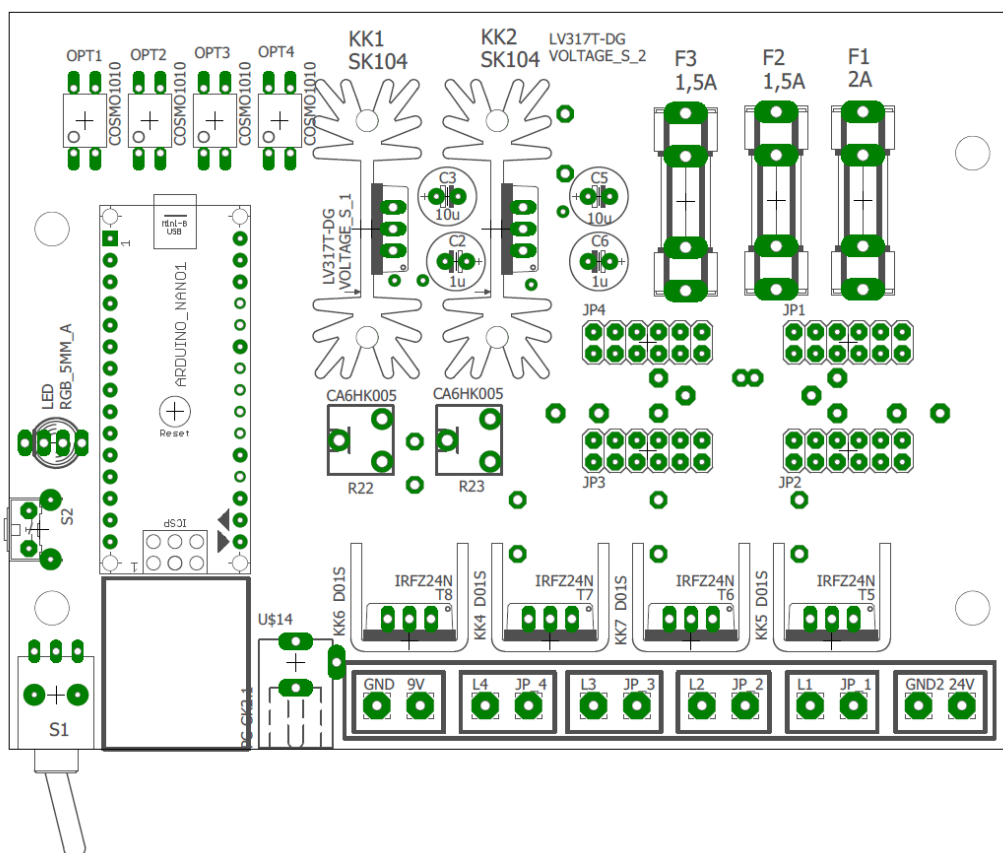 OPT1
OPT2
OPT3
OPT4
COSMO1010
COSMO1010
COSMO1010
COSMO1010
KK1
SK104
KK2
SK104
LV317T-DG
VOLTAGE_S_2
F3
1,5A
F2
1,5A
F1
2A
LV317T-DG
VOLTAGE_S_1
C3
10u
C2
1u
C5
10u
C6
1u
Mini-B
USB
1
ARDUINO_NANO1
Reset
ICSP
1
LED
RGB_5MM_A
S2
JP4
JP1
JP3
JP2
CA6HK005
R22
CA6HK005
R23
KK6 D01S
IRFZ24N
T8
KK4 D01S
IRFZ24N
T7
KK7 D01S
IRFZ24N
T6
KK5 D01S
IRFZ24N
T5
U$14
S1
GND 9V
L4 JP_4
L3 JP_3
L2 JP_2
L1 JP_1
GND2 24V